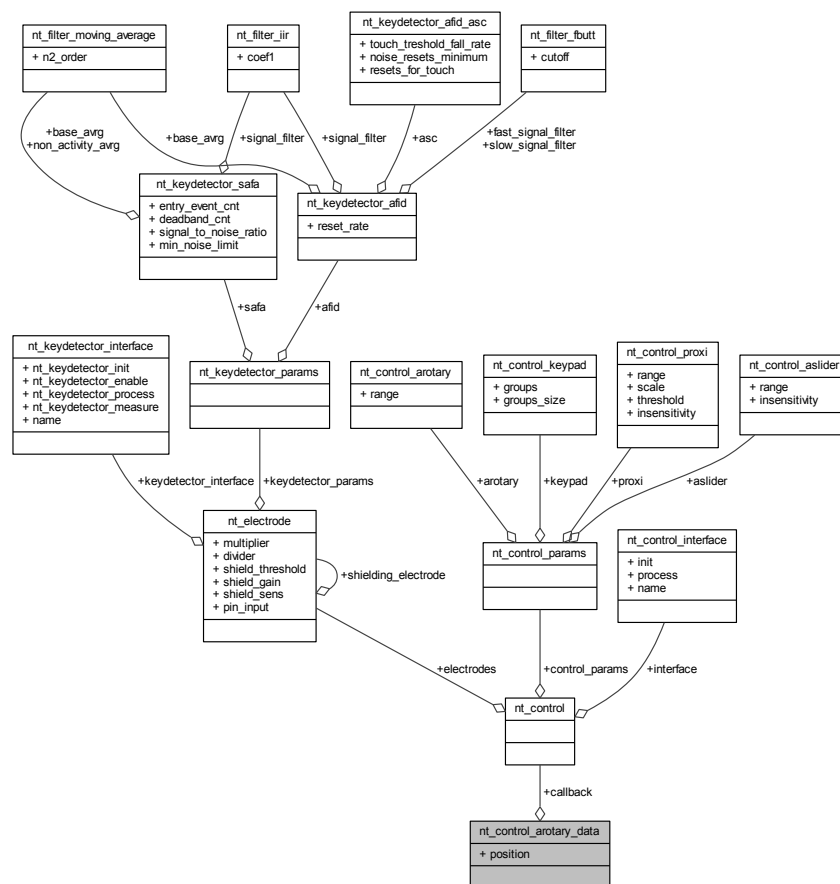 nt_filter_moving_average
+ n2_order
nt_filter_iir
+ coef1
nt_keydetector_afid_asc
+ touch_treshold_fall_rate
+ noise_resets_minimum
+ resets_for_touch
nt_filter_fbutt
+ cutoff
+base_avrg
+non_activity_avrg
+base_avrg
+signal_filter
+signal_filter
+asc
+fast_signal_filter
+slow_signal_filter
nt_keydetector_safa
+ entry_event_cnt
+ deadband_cnt
+ signal_to_noise_ratio
+ min_noise_limit
nt_keydetector_afid
+ reset_rate
+safa
+afid
nt_keydetector_interface
+ nt_keydetector_init
+ nt_keydetector_enable
+ nt_keydetector_process
+ nt_keydetector_measure
+ name
nt_keydetector_params
nt_control_arotary
+ range
nt_control_keypad
+ groups
+ groups_size
nt_control_proxi
+ range
+ scale
+ threshold
+ insensitivity
nt_control_aslider
+ range
+ insensitivity
+keydetector_interface
+keydetector_params
+arotary
+keypad
+proxi
+aslider
nt_electrode
+ multiplier
+ divider
+ shield_threshold
+ shield_gain
+ shield_sens
+ pin_input
+shielding_electrode
nt_control_params
nt_control_interface
+ init
+ process
+ name
+electrodes
+control_params
+interface
nt_control
+callback
nt_control_arotary_data
+ position